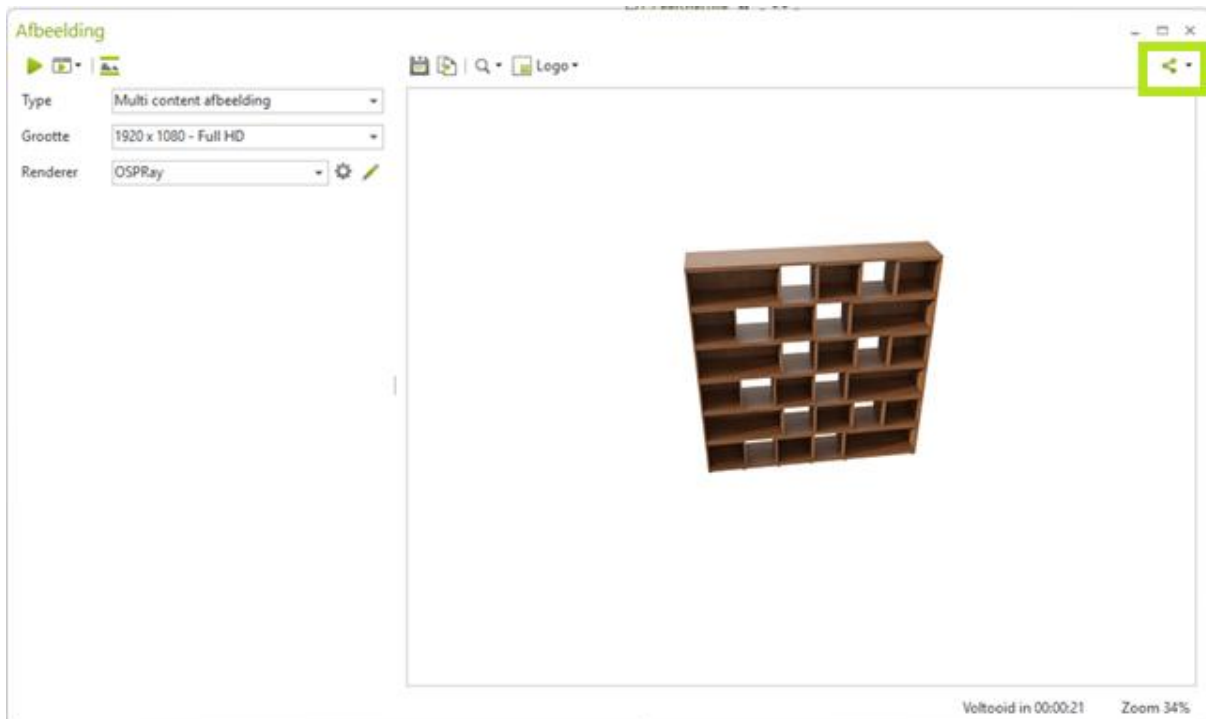 Afbeelding
Logo
Type Multi content afbeelding
Grootte 1920 x 1080 - Full HD
Renderer OSPRay
Voltooid in 00:00:21 Zoom 34%